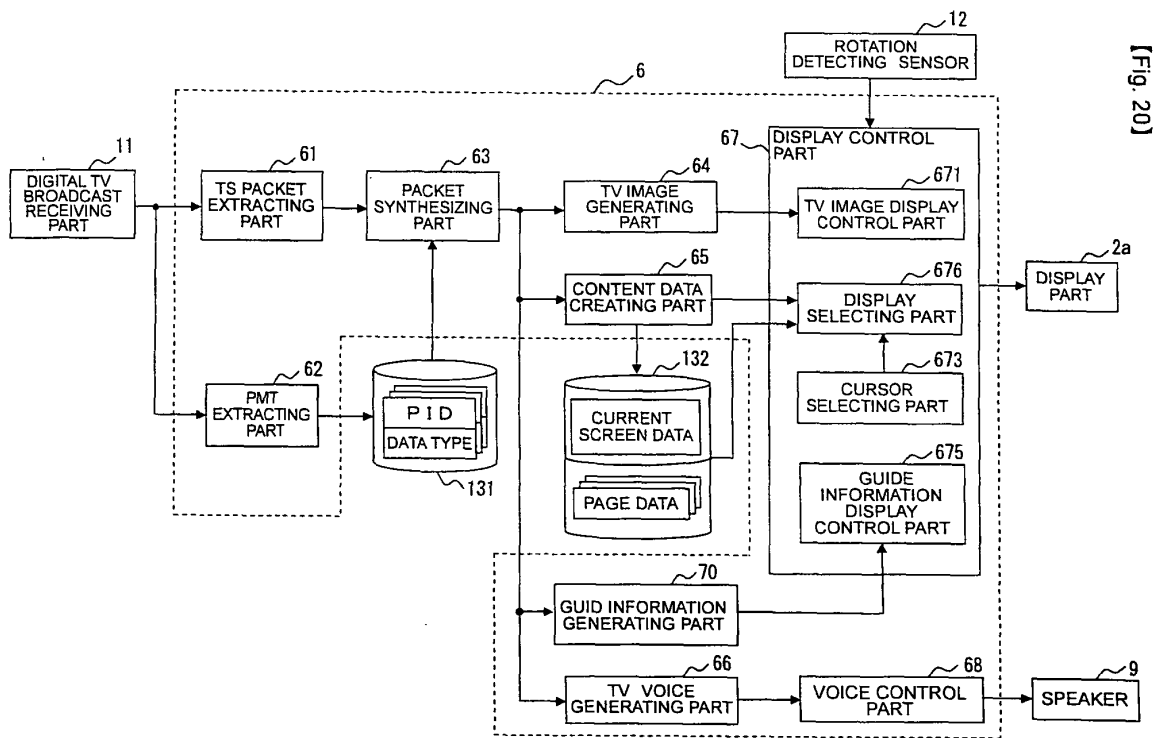 【Fig. 20】
12
ROTATION
DETECTING SENSOR
6
11
DIGITAL TV
BROADCAST
RECEIVING
PART
61
TS PACKET
EXTRACTING
PART
63
PACKET
SYNTHESIZING
PART
64
TV IMAGE
GENERATING
PART
67
DISPLAY CONTROL
PART
671
TV IMAGE DISPLAY
CONTROL PART
65
CONTENT DATA
CREATING PART
676
DISPLAY
SELECTING PART
2a
DISPLAY
PART
62
PMT
EXTRACTING
PART
PID
DATA TYPE
131
132
CURRENT
SCREEN DATA
PAGE DATA
673
CURSOR
SELECTING PART
675
GUIDE
INFORMATION
DISPLAY
CONTROL PART
70
GUID INFORMATION
GENERATING PART
66
TV VOICE
GENERATING PART
68
VOICE CONTROL
PART
9
SPEAKER